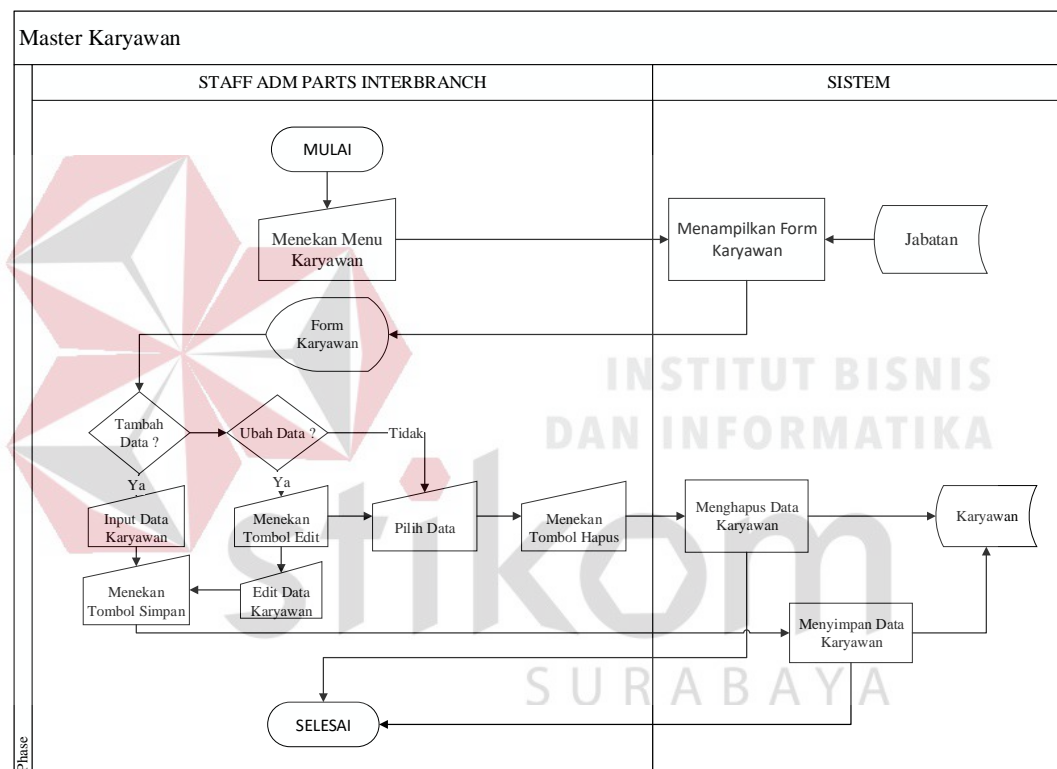 Master Karyawan
STAFF ADM PARTS INTERBRANCH
SISTEM
MULAI
Menekan Menu
Karyawan
Menampilkan Form
Karyawan
Jabatan
Form
Karyawan
INSTITUT BISNIS
DAN INFORMATIKA
Tambah
Data ?
Ubah Data ?
Tidak
Ya
Ya
Input Data
Karyawan
Menekan
Tombol Edit
Pilih Data
Menekan
Tombol Hapus
Menghapus Data
Karyawan
Karyawan
Menekan
Tombol Simpan
Edit Data
Karyawan
Menyimpan Data
Karyawan
stikom
SURABAYA
SELESAI
Phase